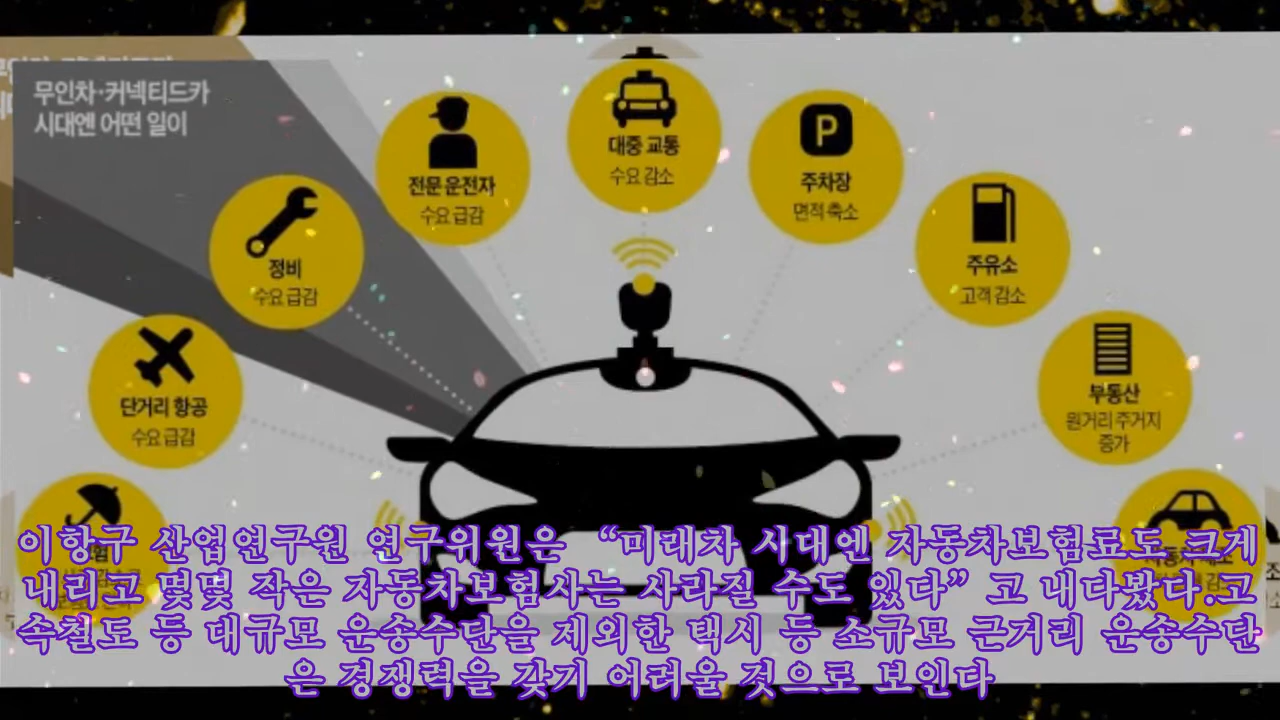 무인차·커넥티드카
시대엔 어떤 일이
대중 교통
수요 감소
전문 운전자
수요 급감
주차장
면적 축소
정비
수요 급감
주유소
고객 감소
단거리 항공
수요 급감
부동산
원거리 주거지
증가
이항구 산업연구원 연구위원은 “미래차 시대엔 자동차보험료도 크게
내리고 몇몇 작은 자동차보험사는 사라질 수도 있다” 고 내다봤다.고
속철도 등 대규모 운송수단을 제외한 택시 등 소규모 근거리 운송수단
은 경쟁력을 갖기 어려울 것으로 보인다